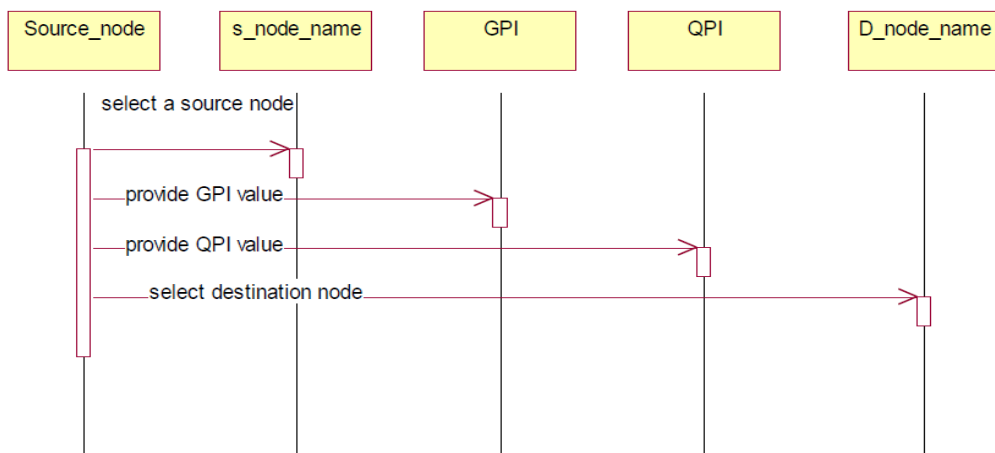 Source_node
s_node_name
GPI
QPI
D_node_name
select a source node
provide GPI value
provide QPI value
select destination node